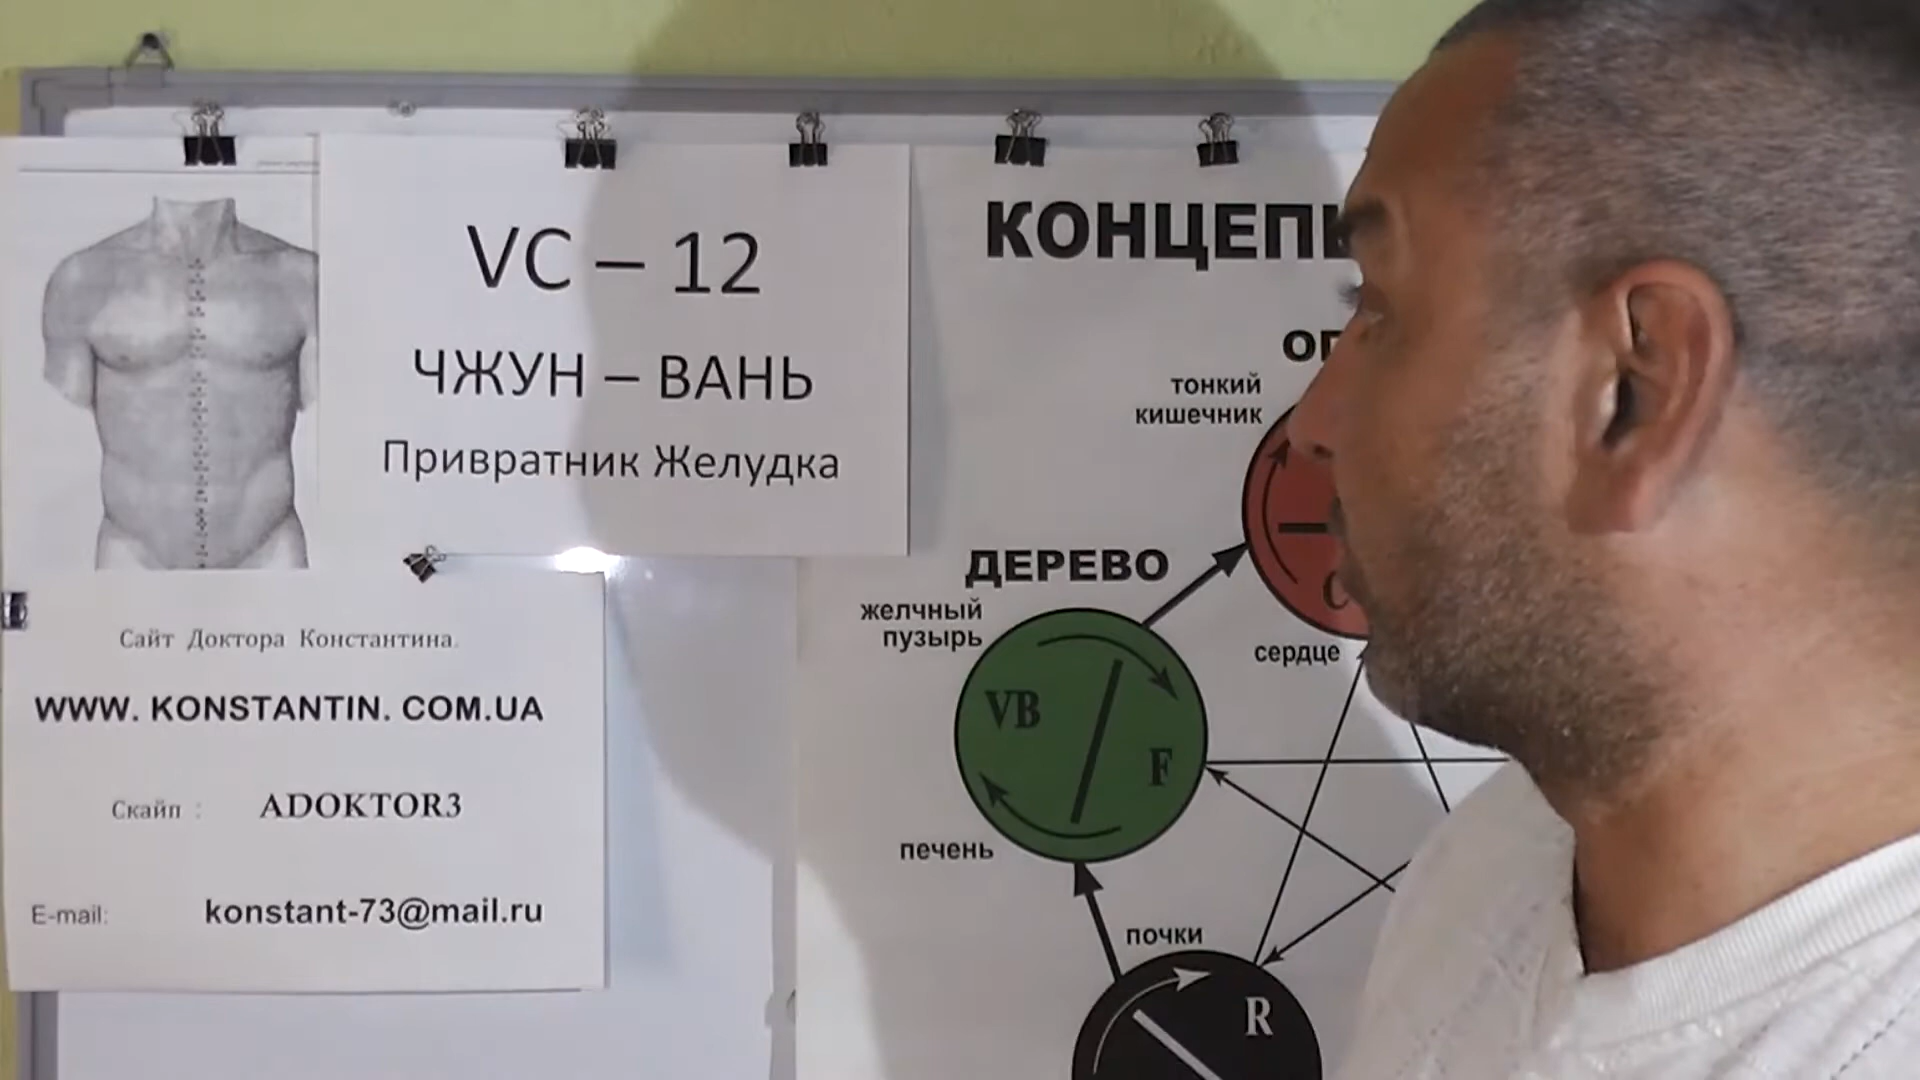 VC – 12
ЧЖУН – ВАНЬ
Привратник Желудка
Сайт Доктора Константина.
WWW. KONSTANTIN. COM.UA
Скайп : ADOKTOR3
E-mail: konstant-73@mail.ru
тонкий
кишечник
сердце
ДЕРЕВО
желчный
пузырь
VB
F
печень
почки
R